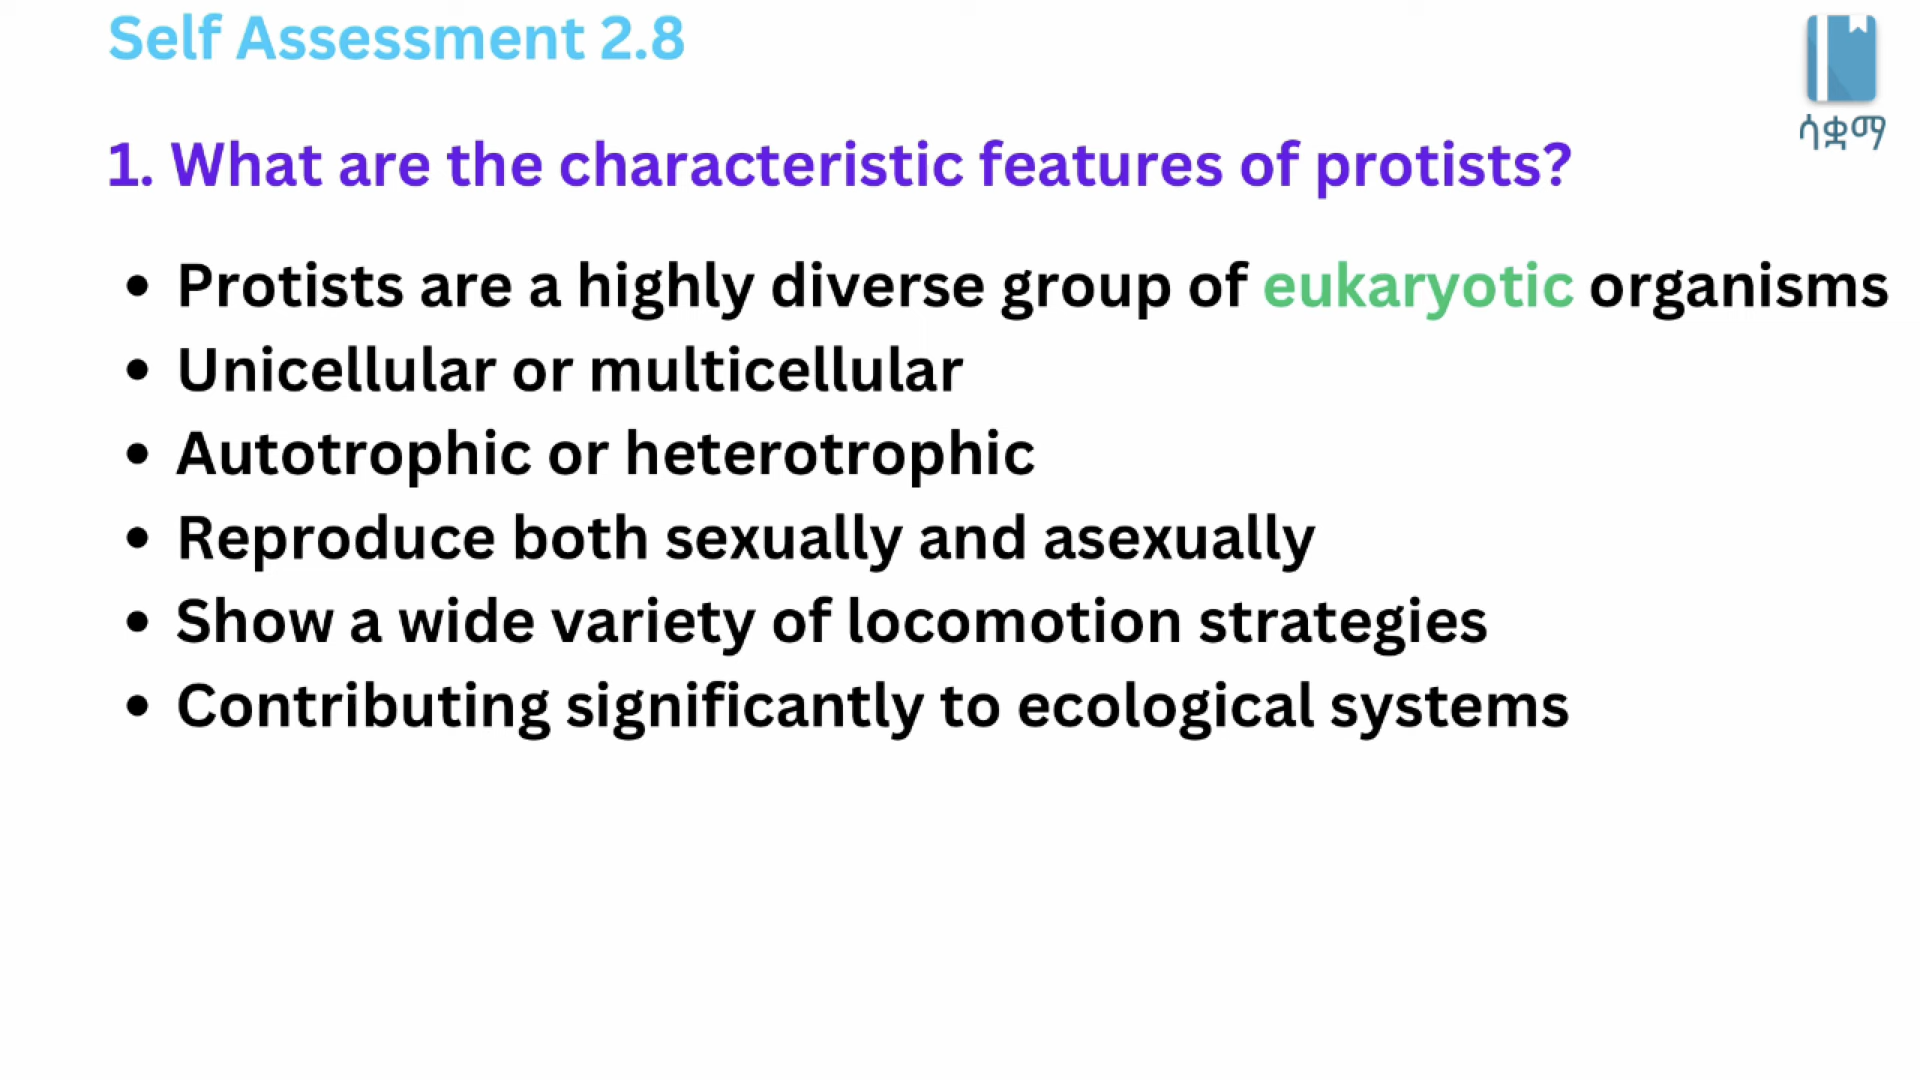 Self Assessment 2.8
ሳቋማ
1. What are the characteristic features of protists?
• Protists are a highly diverse group of eukaryotic organisms
• Unicellular or multicellular
• Autotrophic or heterotrophic
• Reproduce both sexually and asexually
• Show a wide variety of locomotion strategies
• Contributing significantly to ecological systems